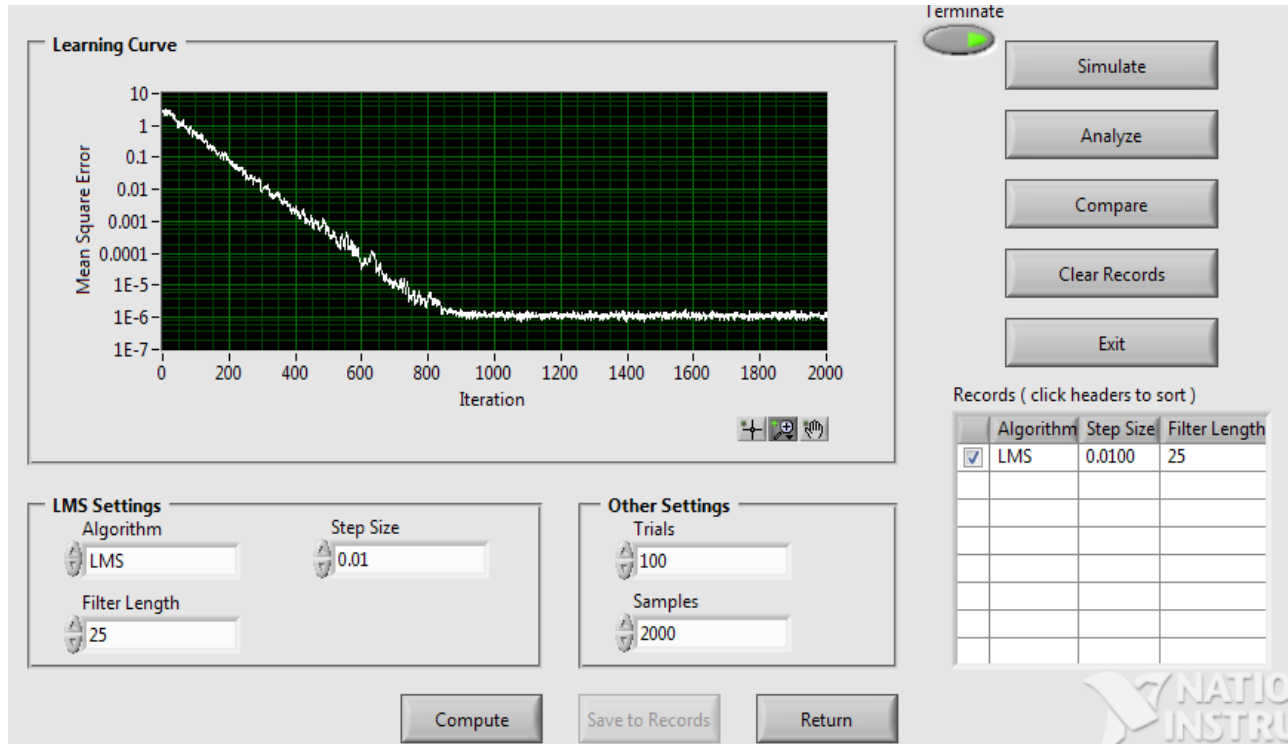 Terminate
Learning Curve
Mean Square Error
10
1
0.1
0.01
0.001
0.0001
1E-5
1E-6
1E-7
0 200 400 600 800 1000 1200 1400 1600 1800 2000
Iteration
Simulate
Analyze
Compare
Clear Records
Exit
Records ( click headers to sort )
Algorithm Step Size Filter Length
LMS 0.0100 25
LMS Settings
Algorithm
LMS
Step Size
0.01
Filter Length
25
Other Settings
Trials
100
Samples
2000
Compute
Save to Records
Return
NATIO
INSTRU